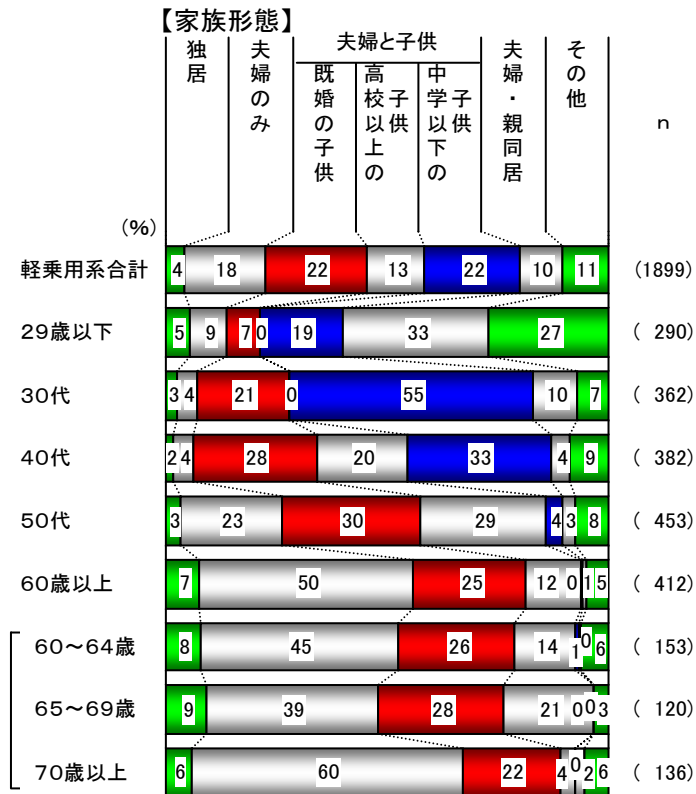 【家族形態】
独居
夫婦のみ
夫婦と子供
既婚の子供
高校以上の子供
中学以下の子供
夫婦・親同居
その他
n
(%)
軽乗用系合計 4 18 22 13 22 10 11 (1899)
29歳以下 5 9 7 0 19 33 27 ( 290)
30代 3 4 21 0 55 10 7 ( 362)
40代 2 4 28 20 33 4 9 ( 382)
50代 3 23 30 29 4 3 8 ( 453)
60歳以上 7 50 25 12 0 1 5 ( 412)
60～64歳 8 45 26 14 1 0 6 ( 153)
65～69歳 9 39 28 21 0 0 3 ( 120)
70歳以上 6 60 22 4 0 2 6 ( 136)